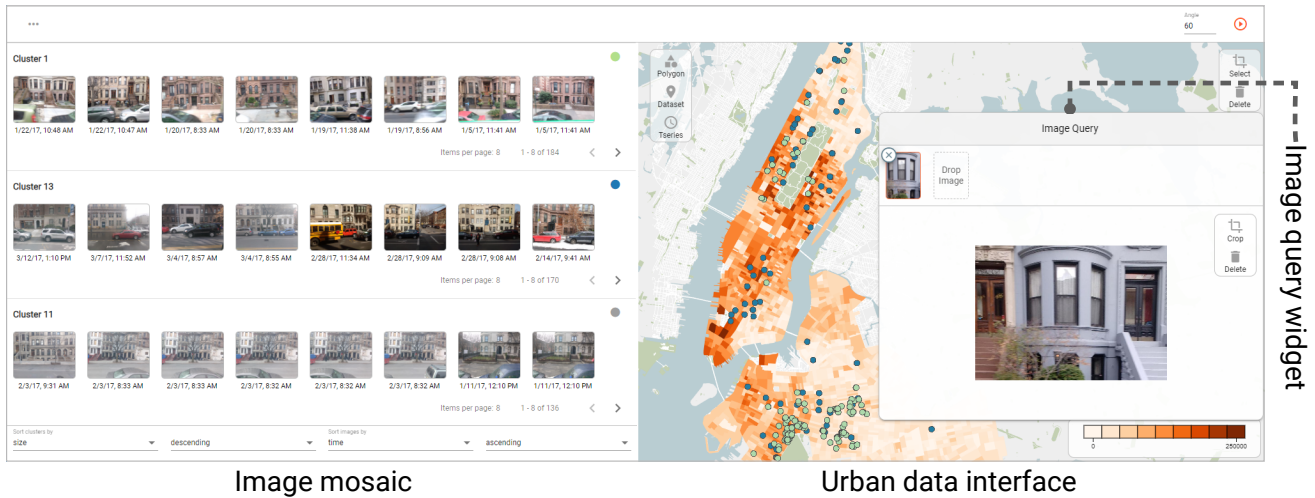 Angle
60
Cluster 1
1/22/17, 10:48 AM 1/22/17, 10:47 AM 1/20/17, 8:33 AM 1/20/17, 8:33 AM 1/19/17, 11:38 AM 1/19/17, 8:56 AM 1/5/17, 11:41 AM 1/5/17, 11:41 AM
Items per page: 8 1 - 8 of 184
Cluster 13
3/12/17, 1:10 PM 3/7/17, 11:52 AM 3/4/17, 8:57 AM 3/4/17, 8:55 AM 2/28/17, 11:34 AM 2/28/17, 9:09 AM 2/28/17, 9:08 AM 2/14/17, 9:41 AM
Items per page: 8 1 - 8 of 170
Cluster 11
2/3/17, 9:31 AM 2/3/17, 8:33 AM 2/3/17, 8:33 AM 2/3/17, 8:32 AM 2/3/17, 8:32 AM 2/3/17, 8:32 AM 1/11/17, 12:10 PM 1/11/17, 12:10 PM
Items per page: 8 1 - 8 of 136
Sort clusters by
size
descending
Sort images by
time
ascending
Polygon
Dataset
Tseries
Select
Delete
Image Query
Drop
Image
Crop
Delete
0 250000
Image query widget
Image mosaic
Urban data interface